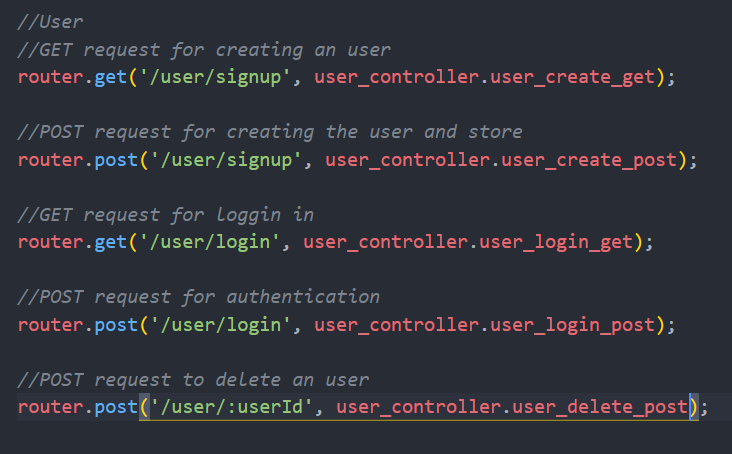 //User
//GET request for creating an user
router.get('/user/signup', user_controller.user_create_get);
//POST request for creating the user and store
router.post('/user/signup', user_controller.user_create_post);
//GET request for loggin in
router.get('/user/login', user_controller.user_login_get);
//POST request for authentication
router.post('/user/login', user_controller.user_login_post);
//POST request to delete an user
router.post('/user/:userId', user_controller.user_delete_post);